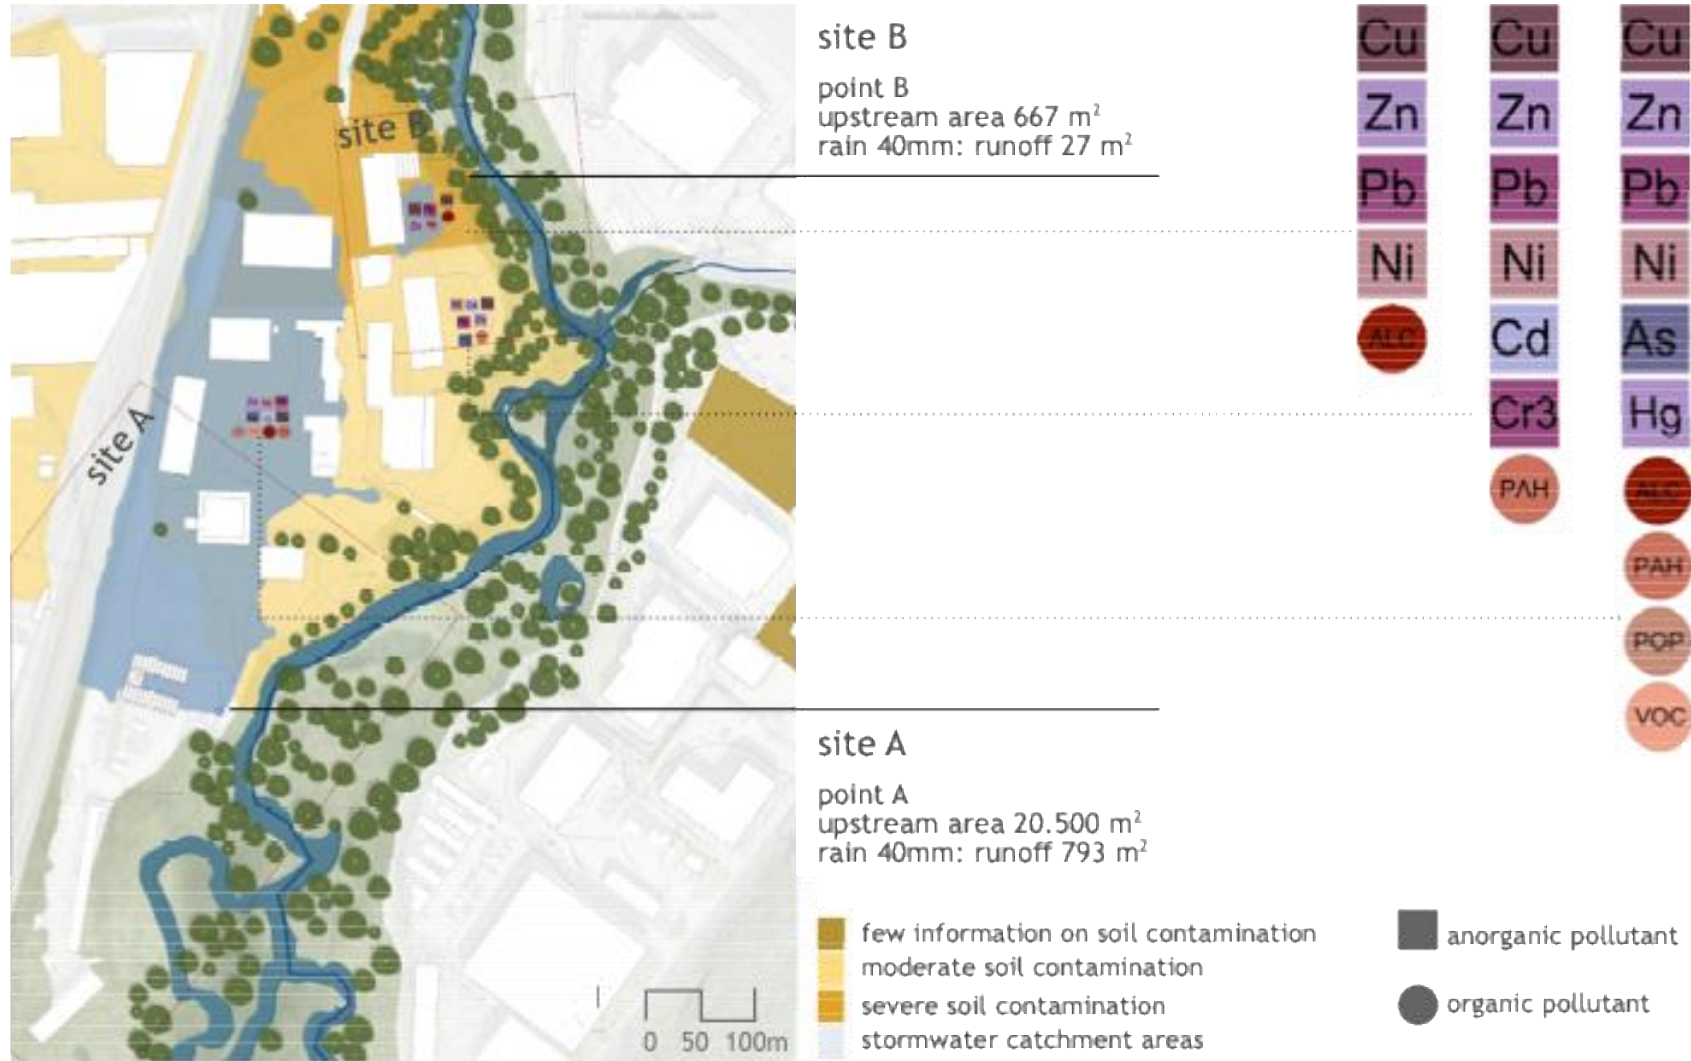 site B
point B
upstream area 667 m²
rain 40mm: runoff 27 m²
Cu
Zn
Pb
Ni
ALC
Cu
Zn
Pb
Ni
Cd
Cr3
PAH
Cu
Zn
Pb
Ni
As
Hg
ALC
PAH
POP
VOC
site B
site A
site A
point A
upstream area 20.500 m²
rain 40mm: runoff 793 m²
few information on soil contamination
moderate soil contamination
severe soil contamination
stormwater catchment areas
anorganic pollutant
organic pollutant
0 50 100m